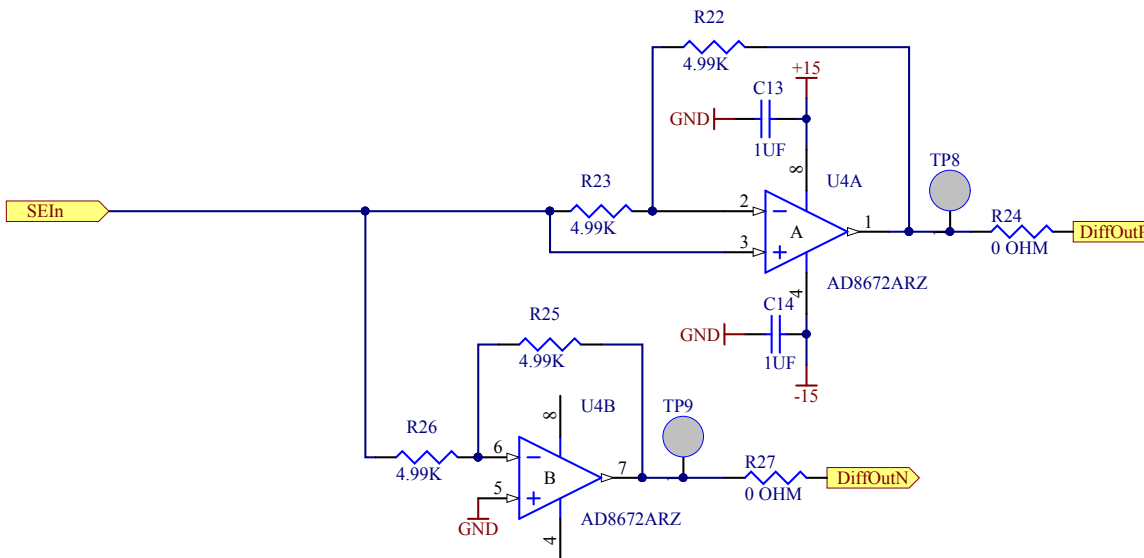 R22
4.99K
+15
C13
GND
1UF
8
TP8
U4A
R23
SEIn
2
4.99K
3
A
1
R24
DiffOutP
0 OHM
4
AD8672ARZ
C14
GND
1UF
-15
R25
4.99K
U4B
TP9
8
R26
6
4.99K
B
7
R27
DiffOutN
5
0 OHM
GND
AD8672ARZ
4